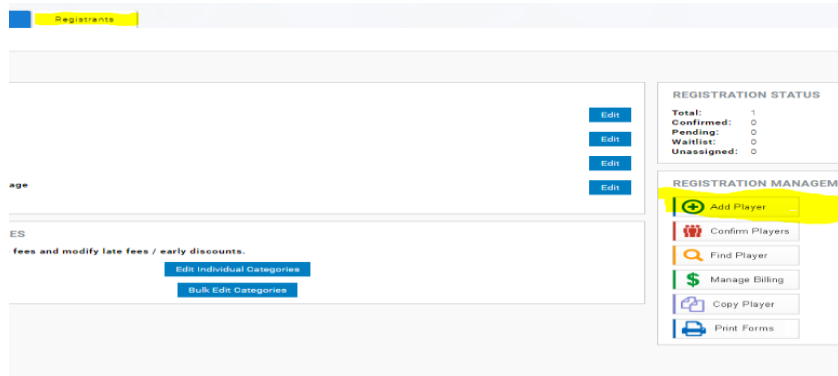 Registrants
Edit
Edit
Edit
age
Edit
ES
fees and modify late fees / early discounts.
Edit Individual Categories
Bulk Edit Categories
REGISTRATION STATUS
Total: 1
Confirmed: 0
Pending: 0
Waitlist: 0
Unassigned: 0
REGISTRATION MANAGEM
Add Player
Confirm Players
Find Player
$ Manage Billing
Copy Player
Print Forms